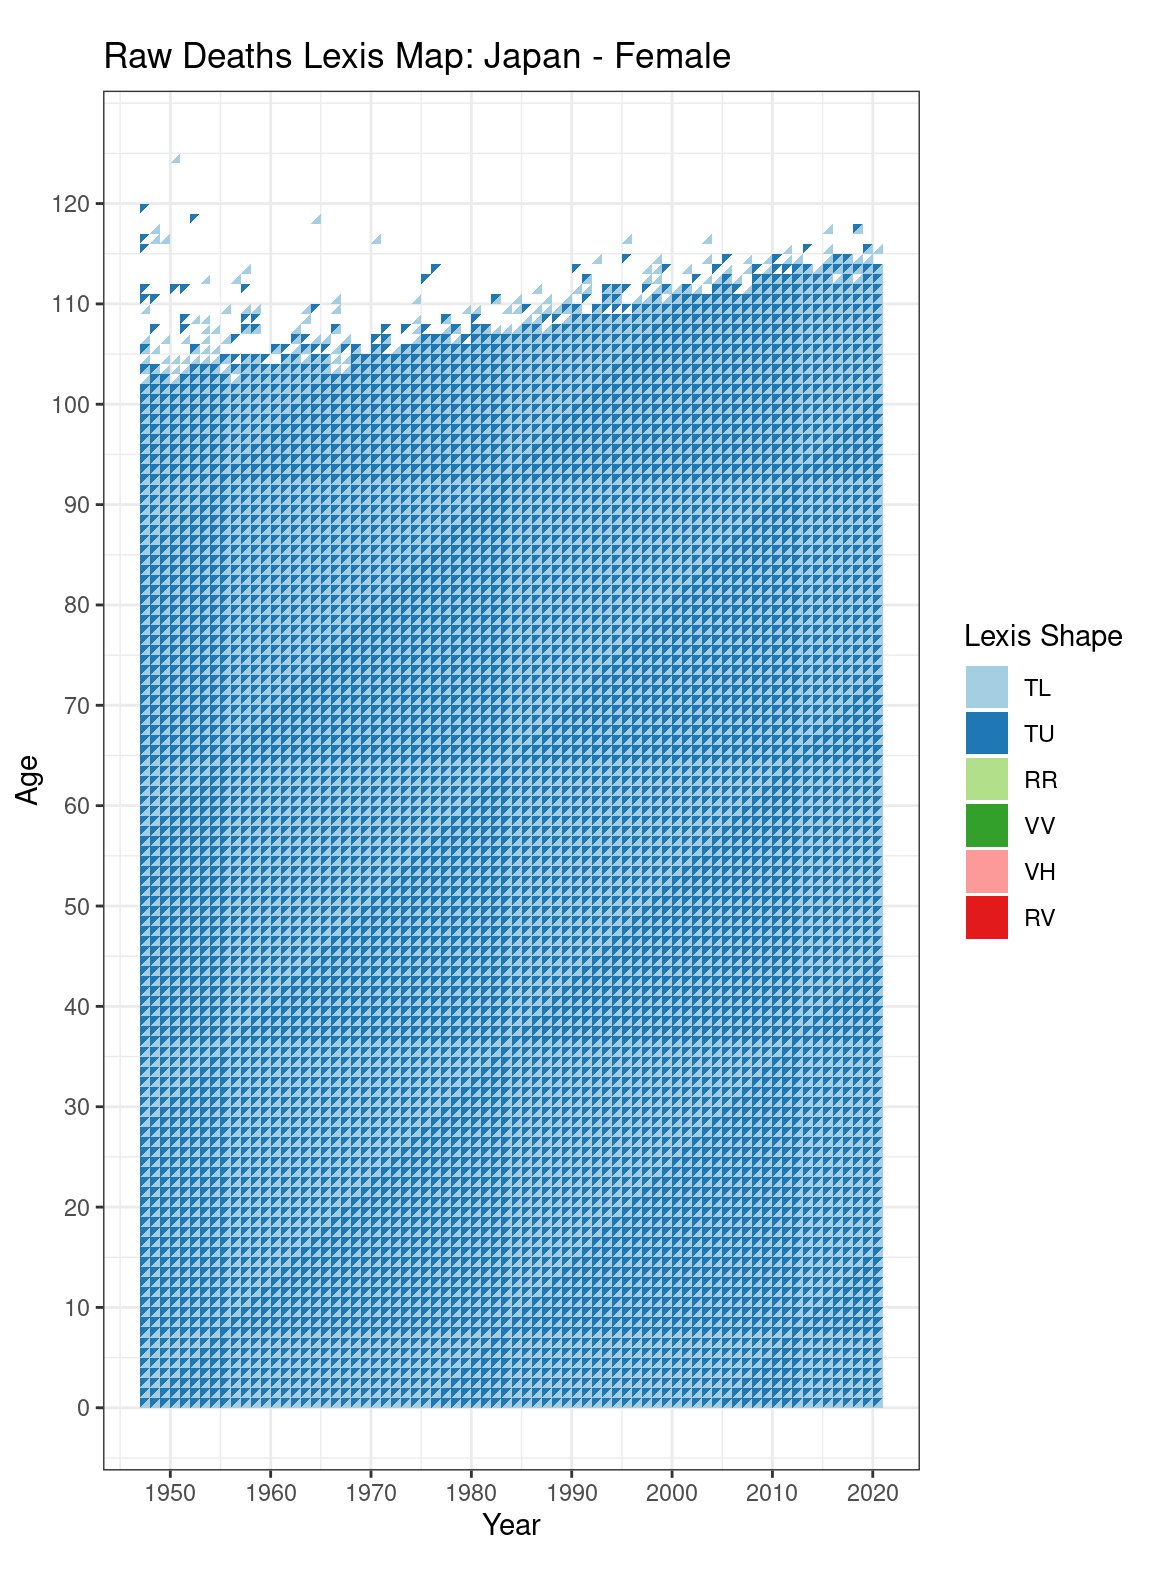 Raw Deaths Lexis Map: Japan - Female
120
110
100
90
80
70
60
50
40
30
20
10
0
Age
1950 1960 1970 1980 1990 2000 2010 2020
Year
Lexis Shape
TL
TU
RR
VV
VH
RV